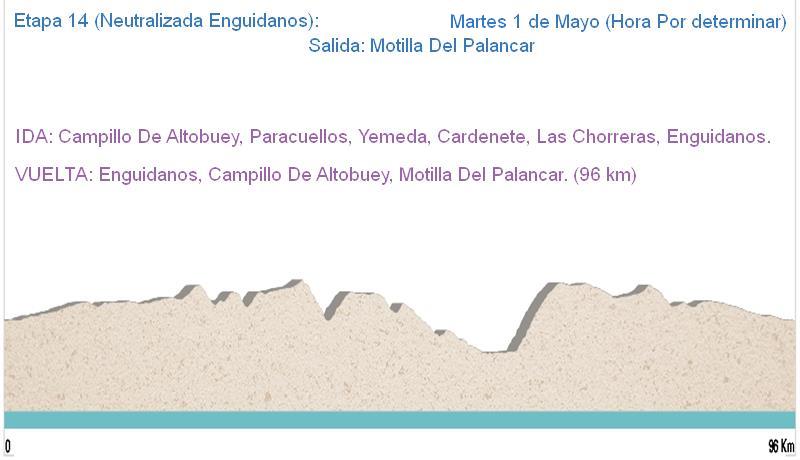 Etapa 14 (Neutralizada Enguidanos): Martes 1 de Mayo (Hora Por determinar)
Salida: Motilla Del Palancar
IDA: Campillo De Altobuey, Paracuellos, Yemeda, Cardenete, Las Chorreras, Enguidanos.
VUELTA: Enguidanos, Campillo De Altobuey, Motilla Del Palancar. (96 km)
0 96 Km